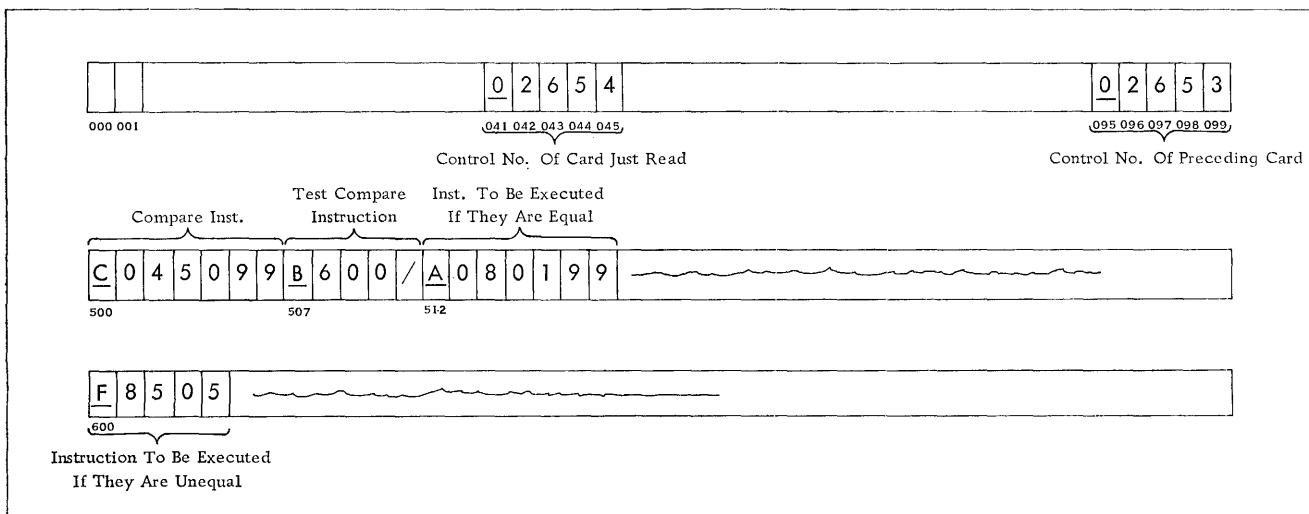 0 2 6 5 4 0 2 6 5 3
000 001 041 042 043 044 045 095 096 097 098 099
Control No. Of Card Just Read Control No. Of Preceding Card
Test Compare Inst. To Be Executed
Compare Inst. Instruction If They Are Equal
C 0 4 5 0 9 9 B 6 0 0 / A 0 8 0 1 9 9
500 507 512
F 8 5 0 5
600
Instruction To Be Executed
If They Are Unequal